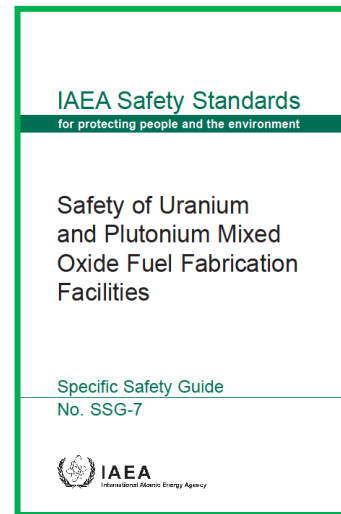 IAEA Safety Standards
for protecting people and the environment
Safety of Uranium
and Plutonium Mixed
Oxide Fuel Fabrication
Facilities
Specific Safety Guide
No. SSG-7
IAEA
International Atomic Energy Agency